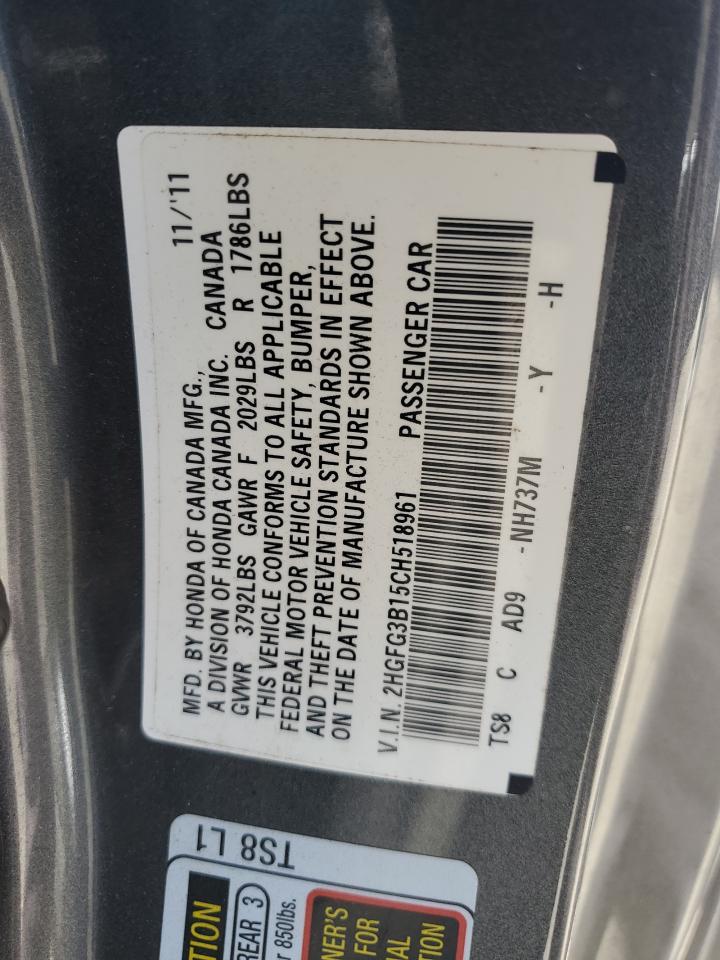 MFD. BY HONDA OF CANADA MFG., 11/'11
A DIVISION OF HONDA CANADA INC. CANADA
GVWR 3792LBS GAWR F 2029LBS R 1786LBS
THIS VEHICLE CONFORMS TO ALL APPLICABLE
FEDERAL MOTOR VEHICLE SAFETY, BUMPER,
AND THEFT PREVENTION STANDARDS IN EFFECT
ON THE DATE OF MANUFACTURE SHOWN ABOVE.
V.I.N. 2HGFG3B15CH518961 PASSENGER CAR
TS8 C AD9 -NH737M -Y -H
TS8 L1
TION
REAR 3
r 850lbs.
NER'S
FOR
NAL
TION